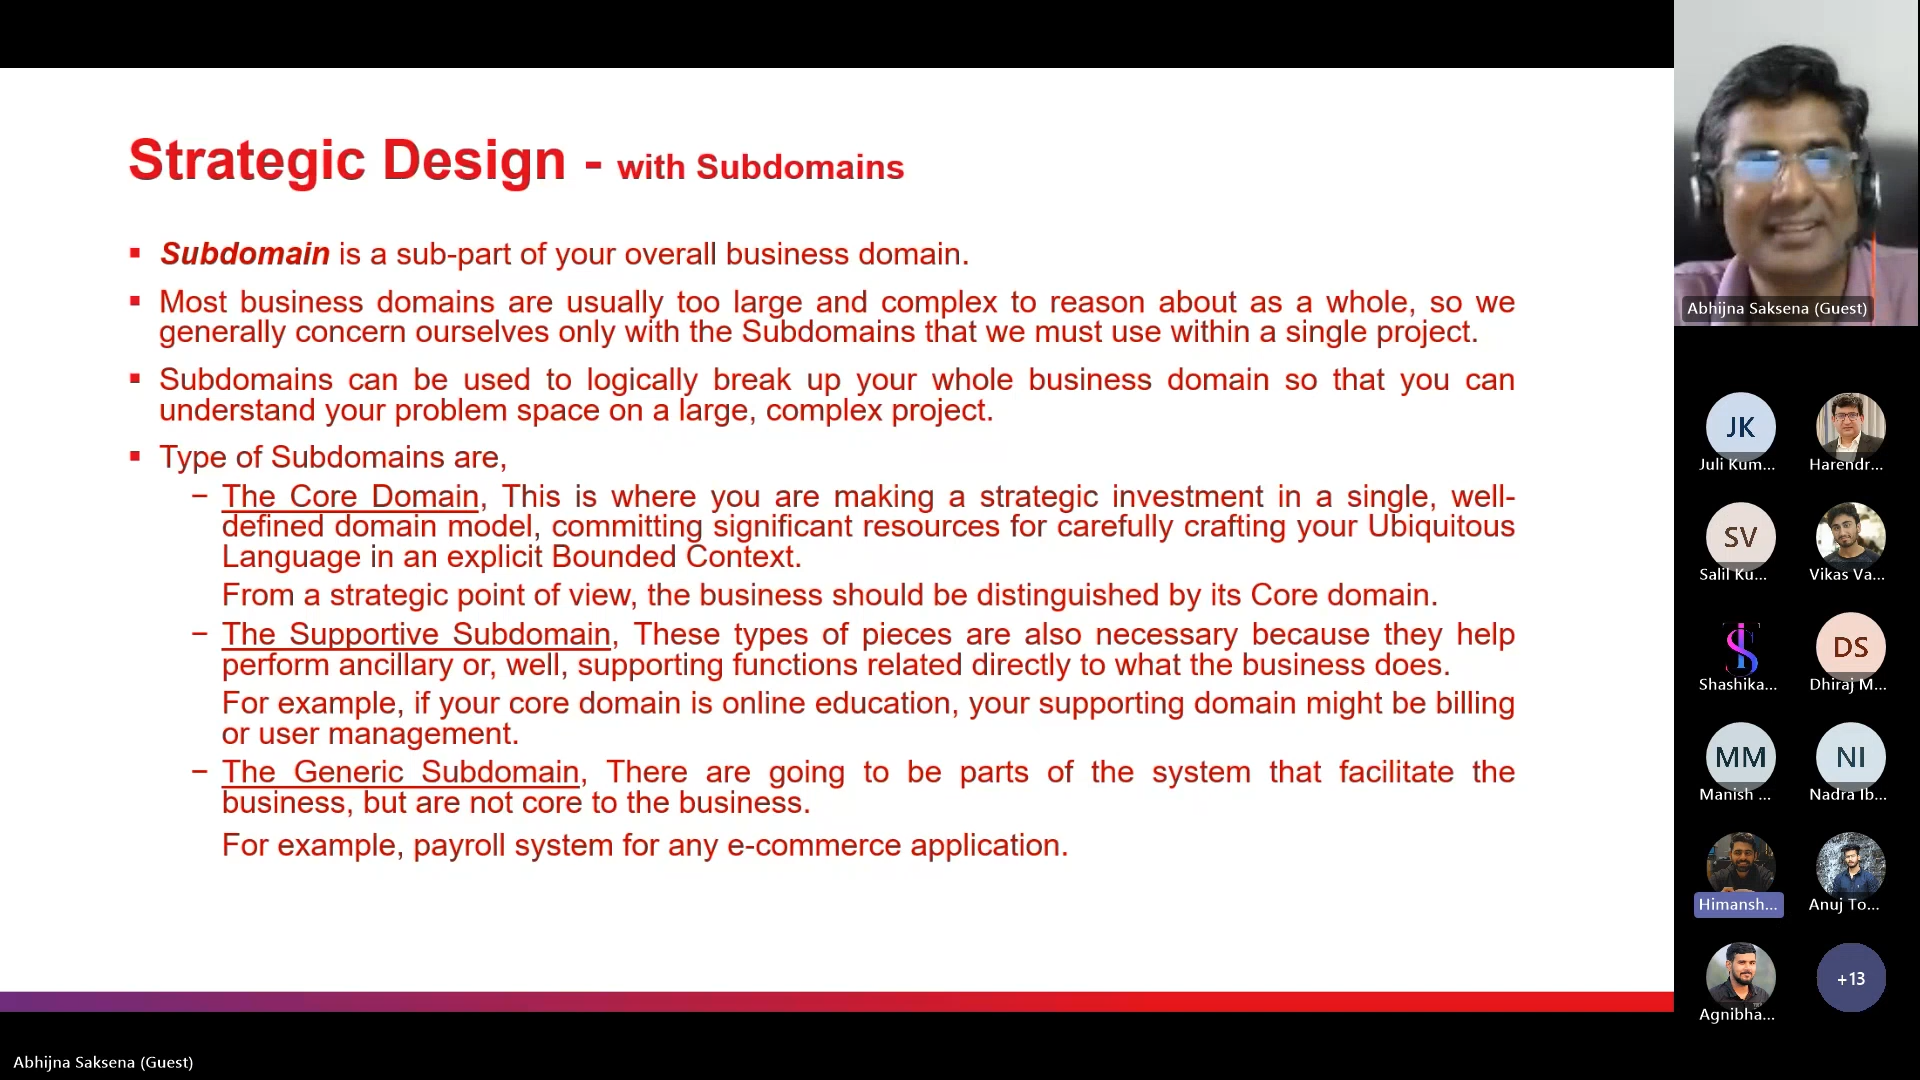 Strategic Design - with Subdomains
▪ Subdomain is a sub-part of your overall business domain.
▪ Most business domains are usually too large and complex to reason about as a whole, so we
generally concern ourselves only with the Subdomains that we must use within a single project.
▪ Subdomains can be used to logically break up your whole business domain so that you can
understand your problem space on a large, complex project.
▪ Type of Subdomains are,
– The Core Domain, This is where you are making a strategic investment in a single, well-
defined domain model, committing significant resources for carefully crafting your Ubiquitous
Language in an explicit Bounded Context.
From a strategic point of view, the business should be distinguished by its Core domain.
– The Supportive Subdomain, These types of pieces are also necessary because they help
perform ancillary or, well, supporting functions related directly to what the business does.
For example, if your core domain is online education, your supporting domain might be billing
or user management.
– The Generic Subdomain, There are going to be parts of the system that facilitate the
business, but are not core to the business.
For example, payroll system for any e-commerce application.
Abhijna Saksena (Guest)
JK
Juli Kum...
Harendr...
SV
Salil Ku...
Vikas Va...
Shashika...
DS
Dhiraj M...
MM
Manish ...
NI
Nadra Ib...
Himansh...
Anuj To...
Agnibha...
+13
Abhijna Saksena (Guest)